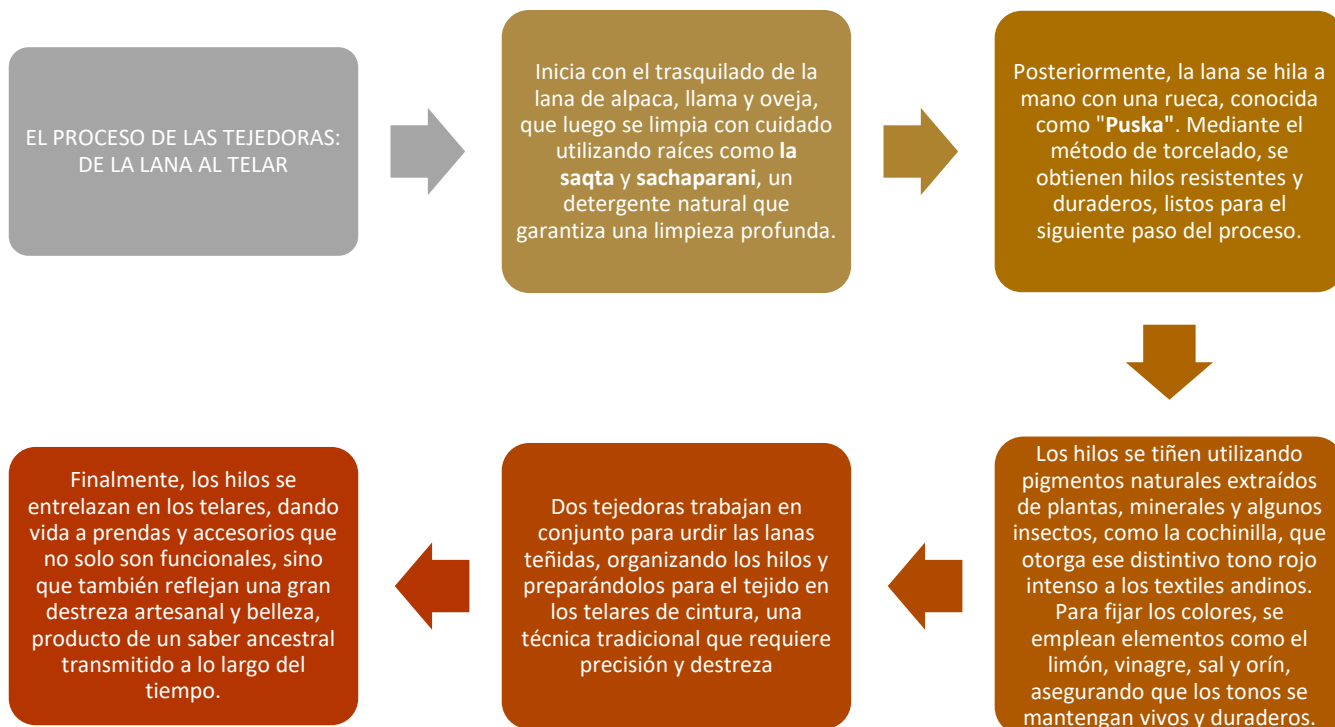 EL PROCESO DE LAS TEJEDORAS:
DE LA LANA AL TELAR
Inicia con el trasquilado de la
lana de alpaca, llama y oveja,
que luego se limpia con cuidado
utilizando raíces como la
saqta y sachaparani, un
detergente natural que
garantiza una limpieza profunda.
Posteriormente, la lana se hila a
mano con una rueca, conocida
como "Puska". Mediante el
método de torcelado, se
obtienen hilos resistentes y
duraderos, listos para el
siguiente paso del proceso.
Los hilos se tiñen utilizando
pigmentos naturales extraídos
de plantas, minerales y algunos
insectos, como la cochinilla, que
otorga ese distintivo tono rojo
intenso a los textiles andinos.
Para fijar los colores, se
emplean elementos como el
limón, vinagre, sal y orín,
asegurando que los tonos se
mantengan vivos y duraderos.
Dos tejedoras trabajan en
conjunto para urdir las lanas
teñidas, organizando los hilos y
preparándolos para el tejido en
los telares de cintura, una
técnica tradicional que requiere
precisión y destreza
Finalmente, los hilos se
entrelazan en los telares, dando
vida a prendas y accesorios que
no solo son funcionales, sino
que también reflejan una gran
destreza artesanal y belleza,
producto de un saber ancestral
transmitido a lo largo del
tiempo.